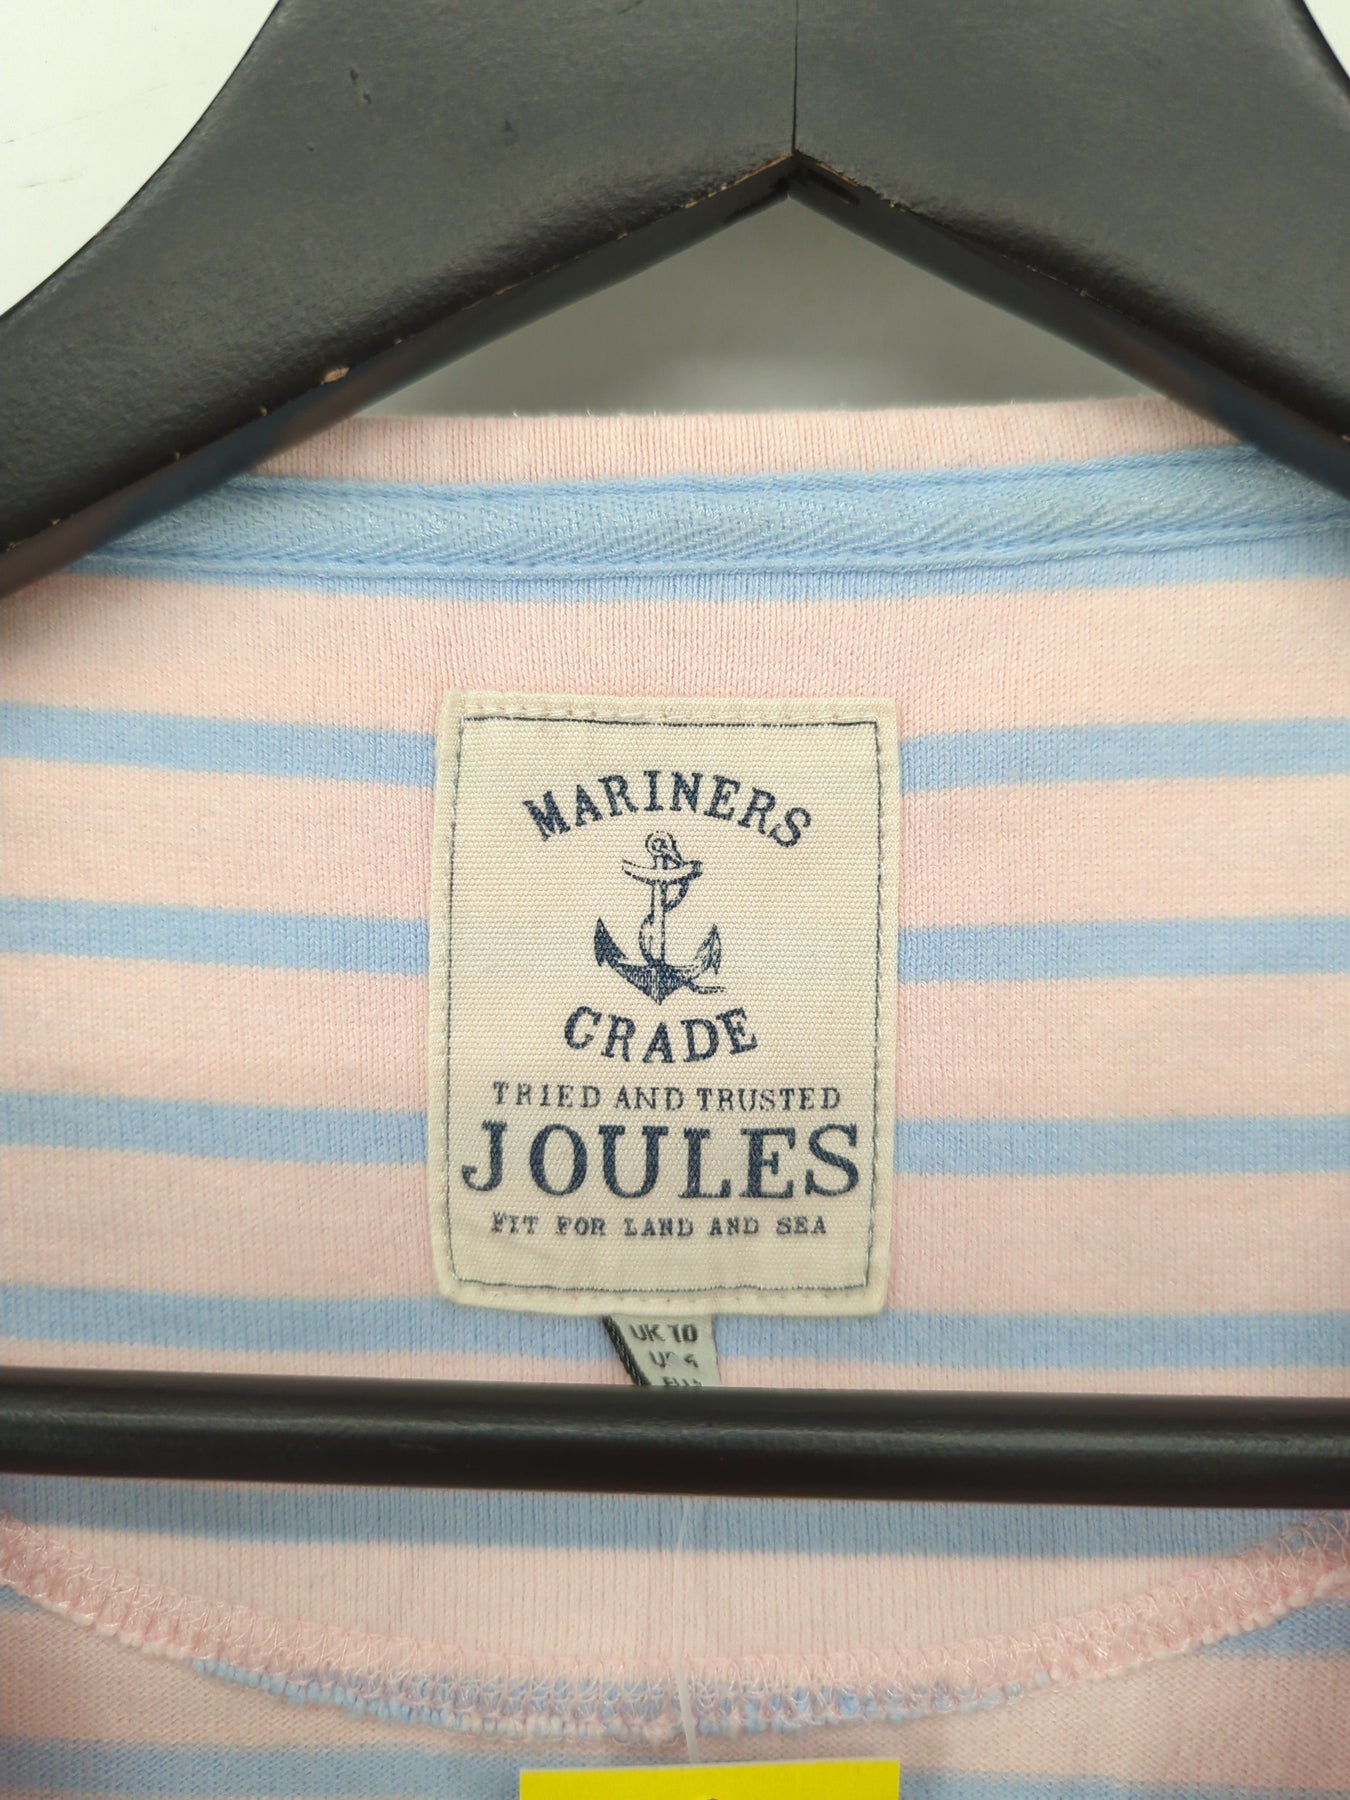 MARINERS
GRADE
TRIED AND TRUSTED
JOULES
FIT FOR LAND AND SEA
UK 10